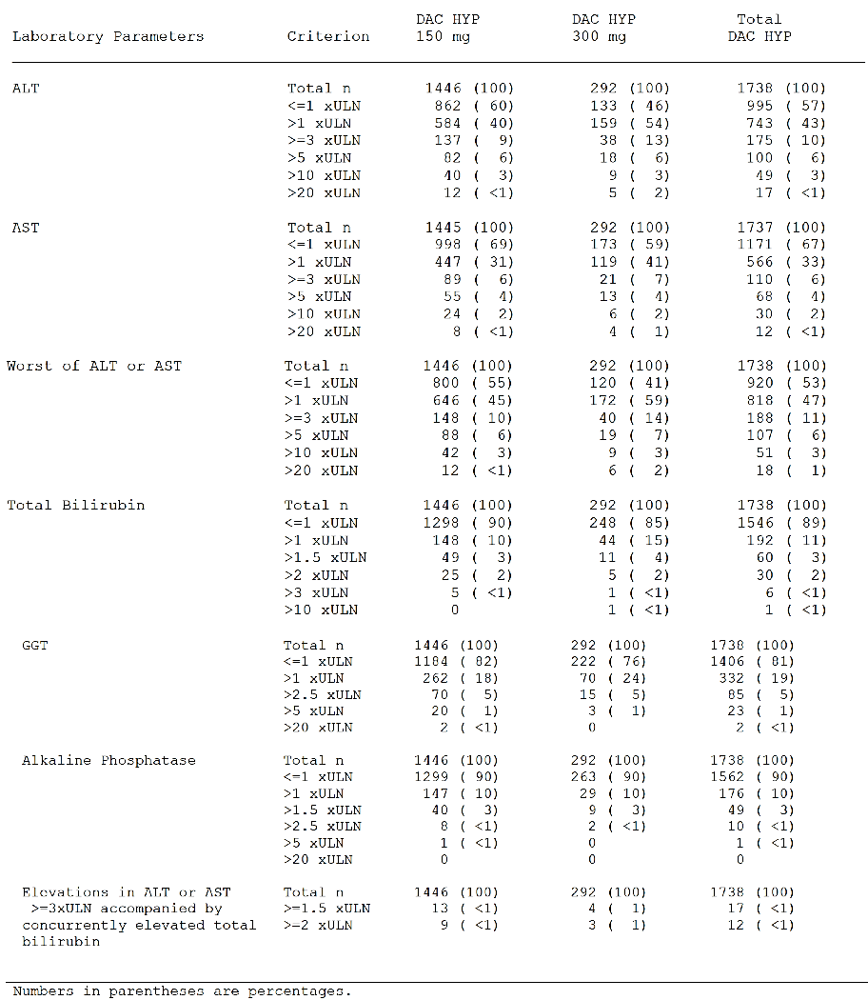 DAC HYP DAC HYP Total
Laboratory Parameters Criterion 150 mg 300 mg DAC HYP
ALT Total n 1446 (100) 292 (100) 1738 (100)
<=1 xULN 862 ( 60) 133 ( 46) 995 ( 57)
>1 xULN 584 ( 40) 159 ( 54) 743 ( 43)
>=3 xULN 137 ( 9) 38 ( 13) 175 ( 10)
>5 xULN 82 ( 6) 18 ( 6) 100 ( 6)
>10 xULN 40 ( 3) 9 ( 3) 49 ( 3)
>20 xULN 12 ( <1) 5 ( 2) 17 ( <1)
AST Total n 1445 (100) 292 (100) 1737 (100)
<=1 xULN 998 ( 69) 173 ( 59) 1171 ( 67)
>1 xULN 447 ( 31) 119 ( 41) 566 ( 33)
>=3 xULN 89 ( 6) 21 ( 7) 110 ( 6)
>5 xULN 55 ( 4) 13 ( 4) 68 ( 4)
>10 xULN 24 ( 2) 6 ( 2) 30 ( 2)
>20 xULN 8 ( <1) 4 ( 1) 12 ( <1)
Worst of ALT or AST Total n 1446 (100) 292 (100) 1738 (100)
<=1 xULN 800 ( 55) 120 ( 41) 920 ( 53)
>1 xULN 646 ( 45) 172 ( 59) 818 ( 47)
>=3 xULN 148 ( 10) 40 ( 14) 188 ( 11)
>5 xULN 88 ( 6) 19 ( 7) 107 ( 6)
>10 xULN 42 ( 3) 9 ( 3) 51 ( 3)
>20 xULN 12 ( <1) 6 ( 2) 18 ( 1)
Total Bilirubin Total n 1446 (100) 292 (100) 1738 (100)
<=1 xULN 1298 ( 90) 248 ( 85) 1546 ( 89)
>1 xULN 148 ( 10) 44 ( 15) 192 ( 11)
>1.5 xULN 49 ( 3) 11 ( 4) 60 ( 3)
>2 xULN 25 ( 2) 5 ( 2) 30 ( 2)
>3 xULN 5 ( <1) 1 ( <1) 6 ( <1)
>10 xULN 0 1 ( <1) 1 ( <1)
GGT Total n 1446 (100) 292 (100) 1738 (100)
<=1 xULN 1184 ( 82) 222 ( 76) 1406 ( 81)
>1 xULN 262 ( 18) 70 ( 24) 332 ( 19)
>2.5 xULN 70 ( 5) 15 ( 5) 85 ( 5)
>5 xULN 20 ( 1) 3 ( 1) 23 ( 1)
>20 xULN 2 ( <1) 0 2 ( <1)
Alkaline Phosphatase Total n 1446 (100) 292 (100) 1738 (100)
<=1 xULN 1299 ( 90) 263 ( 90) 1562 ( 90)
>1 xULN 147 ( 10) 29 ( 10) 176 ( 10)
>1.5 xULN 40 ( 3) 9 ( 3) 49 ( 3)
>2.5 xULN 8 ( <1) 2 ( <1) 10 ( <1)
>5 xULN 1 ( <1) 0 1 ( <1)
>20 xULN 0 0 0
Elevations in ALT or AST Total n 1446 (100) 292 (100) 1738 (100)
>=3xULN accompanied by >=1.5 xULN 13 ( <1) 4 ( 1) 17 ( <1)
concurrently elevated total >=2 xULN 9 ( <1) 3 ( 1) 12 ( <1)
bilirubin
Numbers in parentheses are percentages.